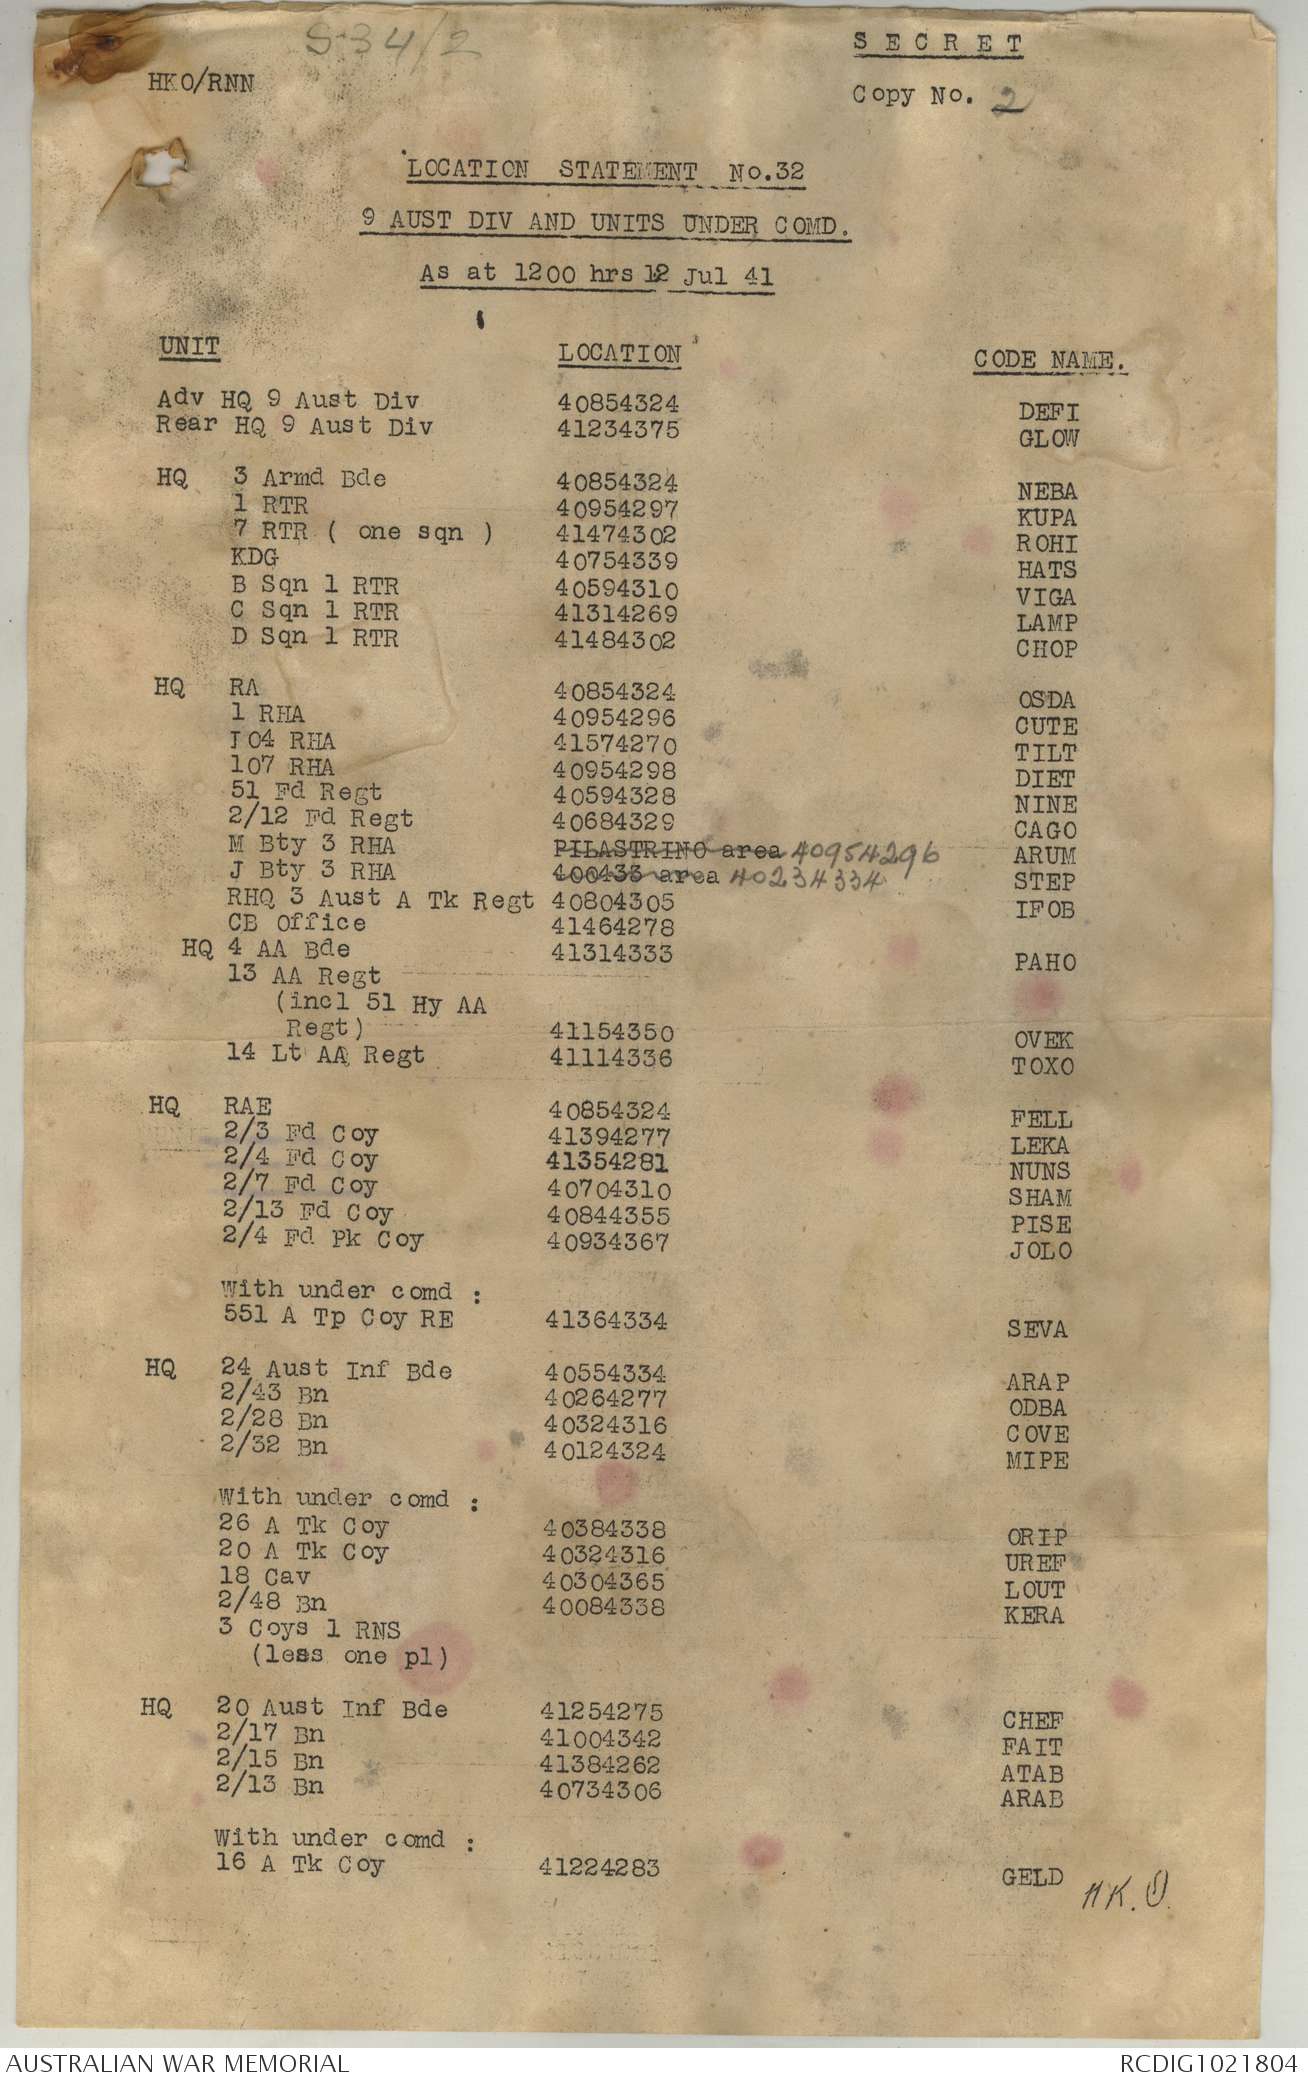 S34/2
SECRET
HKO/RNN
Copy No. 2
LOCATION STATEMENT No.32
9 AUST DIV AND UNITS UNDER COMD.
As at 1200 hrs 12 Jul 41
UNIT LOCATION CODE NAME.
Adv HQ 9 Aust Div 40854324 DEFI
Rear HQ 9 Aust Div 41234375 GLOW
HQ 3 Armd Bde 40854324 NEBA
1 RTR 40954297 KUPA
7 RTR ( one sqn ) 41474302 ROHI
KDG 40754339 HATS
B Sqn 1 RTR 40594310 VIGA
C Sqn 1 RTR 41314269 LAMP
D Sqn 1 RTR 41484302 CHOP
HQ RA 40854324 OSDA
1 RHA 40954296 CUTE
104 RHA 41574270 TILT
107 RHA 40954298 DIET
51 Fd Regt 40594328 NINE
2/12 Fd Regt 40684329 CAGO
M Bty 3 RHA PILASTRINO area 40954296 ARUM
J Bty 3 RHA 400433 area 40234334 STEP
RHQ 3 Aust A Tk Regt 40804305 IFOB
CB Office 41464278
HQ 4 AA Bde 41314333 PAHO
13 AA Regt
(incl 51 Hy AA
Regt) 41154350 OVEK
14 Lt AA Regt 41114336 TOXO
HQ RAE 40854324 FELL
2/3 Fd Coy 41394277 LEKA
2/4 Fd Coy 41354281 NUNS
2/7 Fd Coy 40704310 SHAM
2/13 Fd Coy 40844355 PISE
2/4 Fd Pk Coy 40934367 JOLO
With under comd :
551 A Tp Coy RE 41364334 SEVA
HQ 24 Aust Inf Bde 40554334 ARAP
2/43 Bn 40264277 ODBA
2/28 Bn 40324316 COVE
2/32 Bn 40124324 MIPE
With under comd :
26 A Tk Coy 40384338 ORIP
20 A Tk Coy 40324316 UREF
18 Cav 40304365 LOUT
2/48 Bn 40084338 KERA
3 Coys 1 RNS
(less one pl)
HQ 20 Aust Inf Bde 41254275 CHEF
2/17 Bn 41004342 FAIT
2/15 Bn 41384262 ATAB
2/13 Bn 40734306 ARAB
With under comd :
16 A Tk Coy 41224283 GELD
HK.O.
AUSTRALIAN WAR MEMORIAL RCDIG1021804